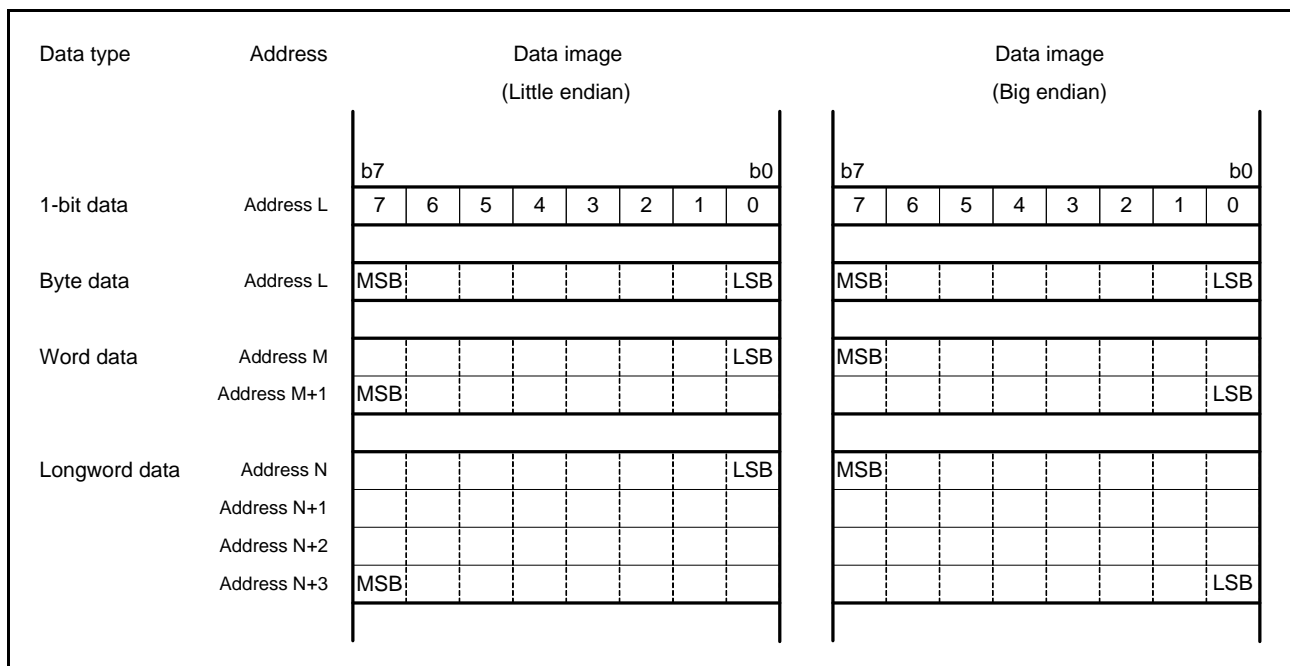 Data type Address Data image Data image
(Little endian) (Big endian)
b7 b0 b7 b0
1-bit data Address L 7 6 5 4 3 2 1 0 7 6 5 4 3 2 1 0
Byte data Address L MSB LSB MSB LSB
Word data Address M LSB MSB
Address M+1 MSB LSB
Longword data Address N LSB MSB
Address N+1
Address N+2
Address N+3 MSB LSB